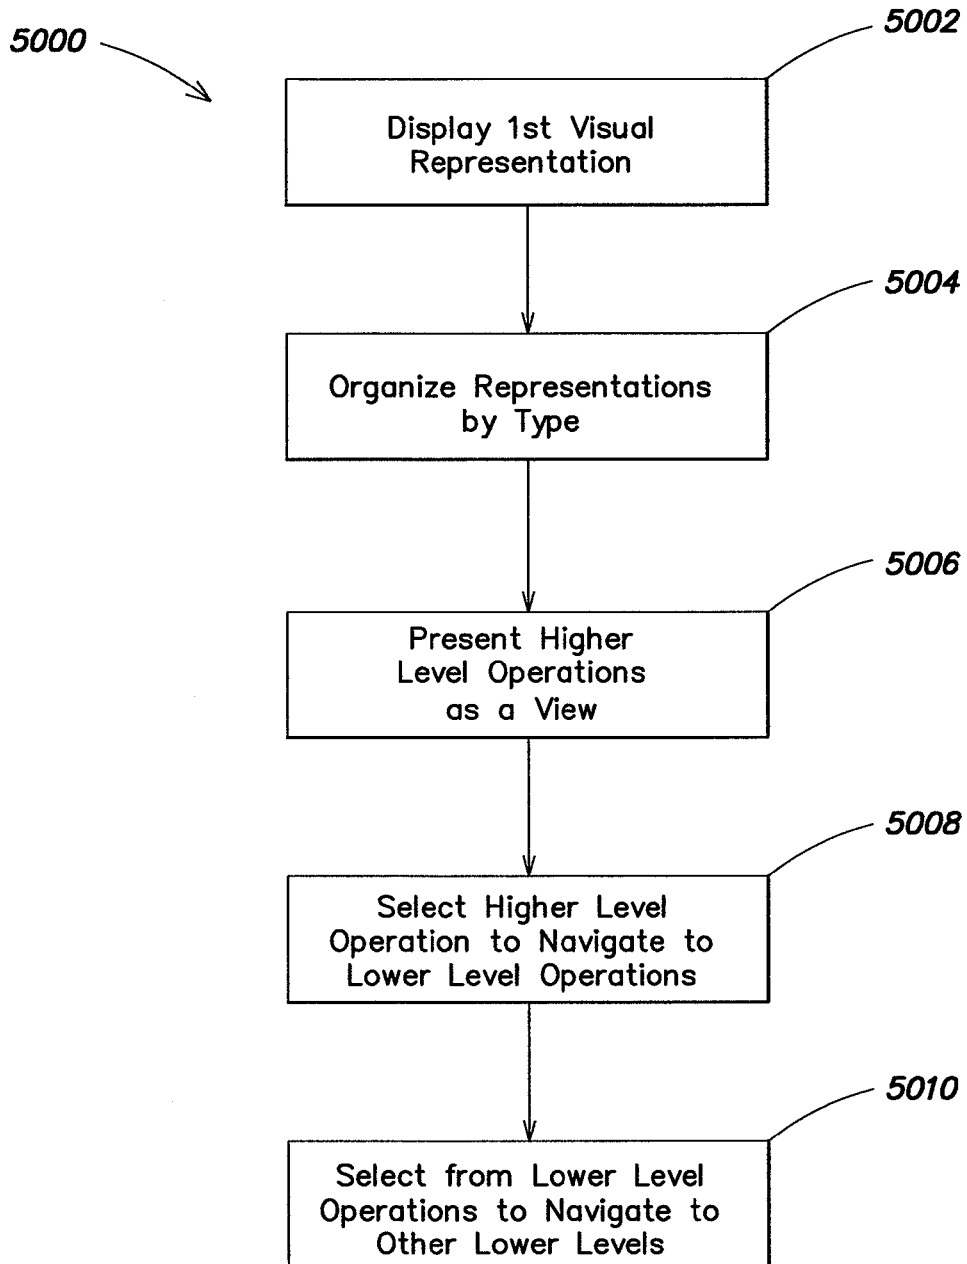 5000
5002
Display 1st Visual
Representation
5004
Organize Representations
by Type
5006
Present Higher
Level Operations
as a View
5008
Select Higher Level
Operation to Navigate to
Lower Level Operations
5010
Select from Lower Level
Operations to Navigate to
Other Lower Levels